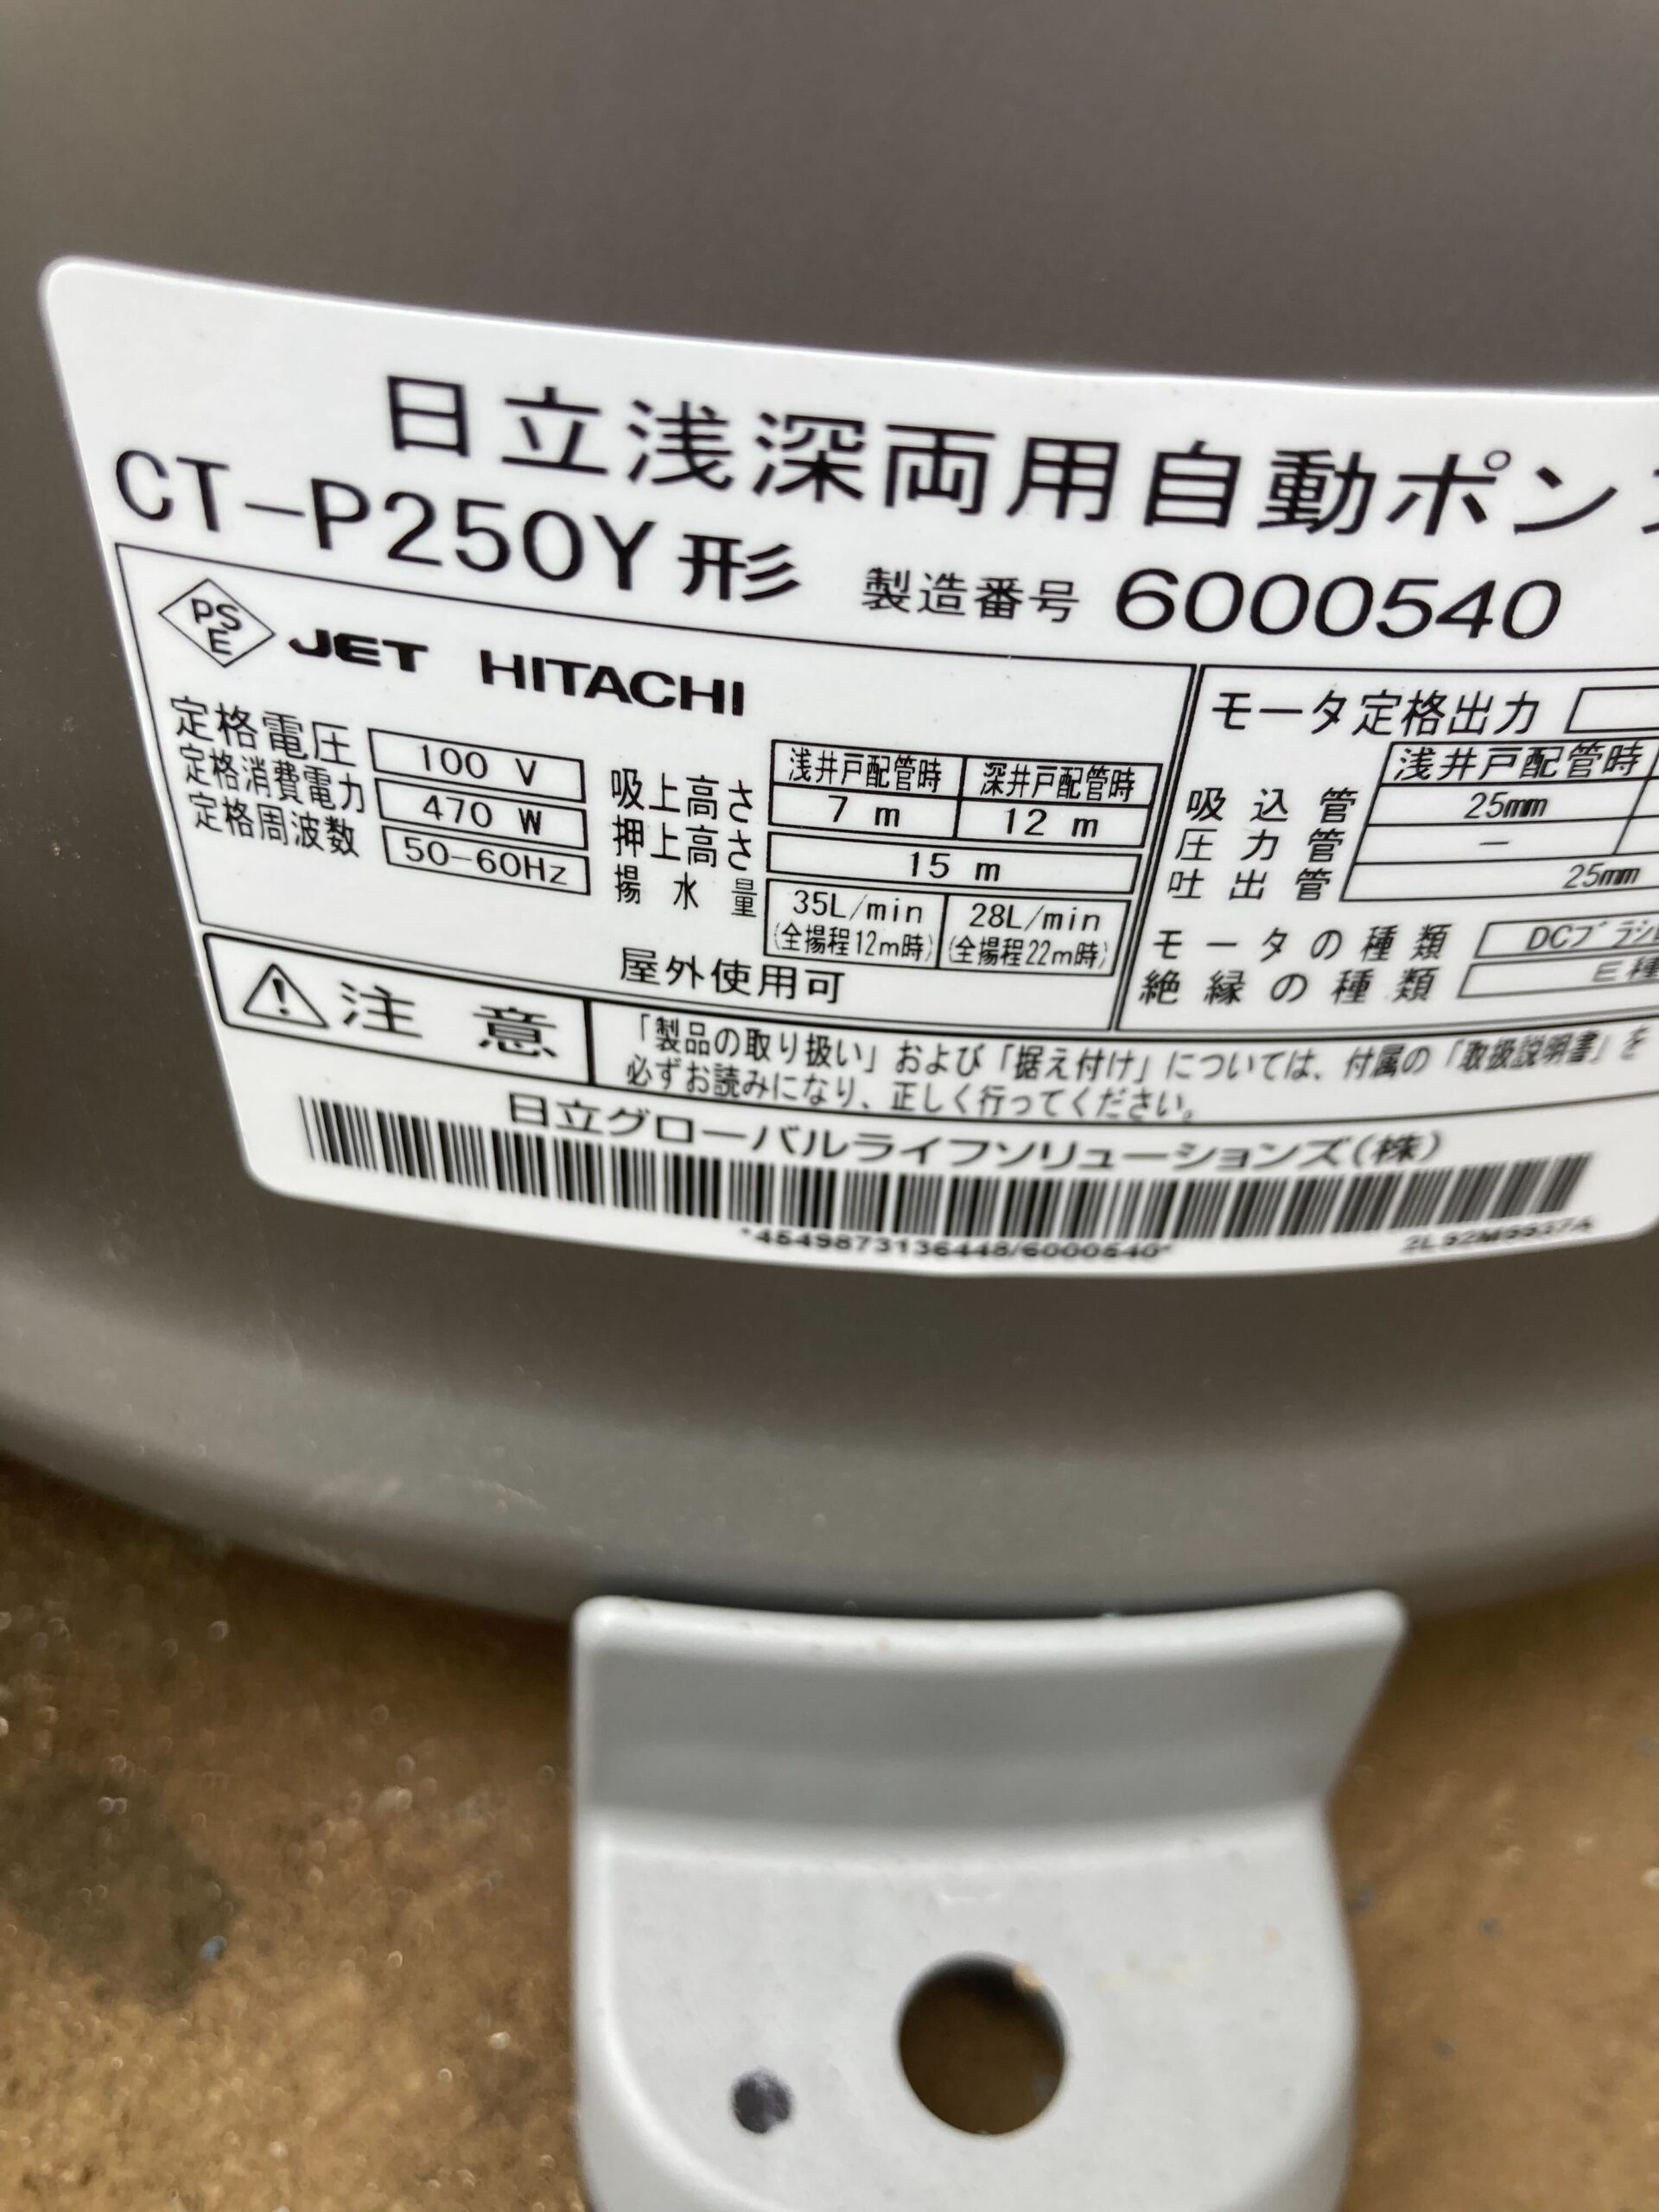 日立浅深両用自動ポン
CT-P250Y形 製造番号 6000540
PS
E
JET HITACHI
定格電圧 100 V
定格消費電力 470 W
定格周波数 50-60Hz
浅井戸配管時 深井戸配管時
吸上高さ 7 m 12 m
押上高さ 15 m
揚水量 35L/min (全揚程12m時) 28L/min (全揚程22m時)
屋外使用可
モータ定格出力
浅井戸配管時
吸込管 25mm
圧力管 −
吐出管 25mm
モータの種類 DCブラシ
絶縁の種類 E種
注意
「製品の取り扱い」および「据え付け」については、付属の「取扱説明書」を
必ずお読みになり、正しく行ってください。
日立グローバルライフソリューションズ(株)
*4549873136448/6000540*